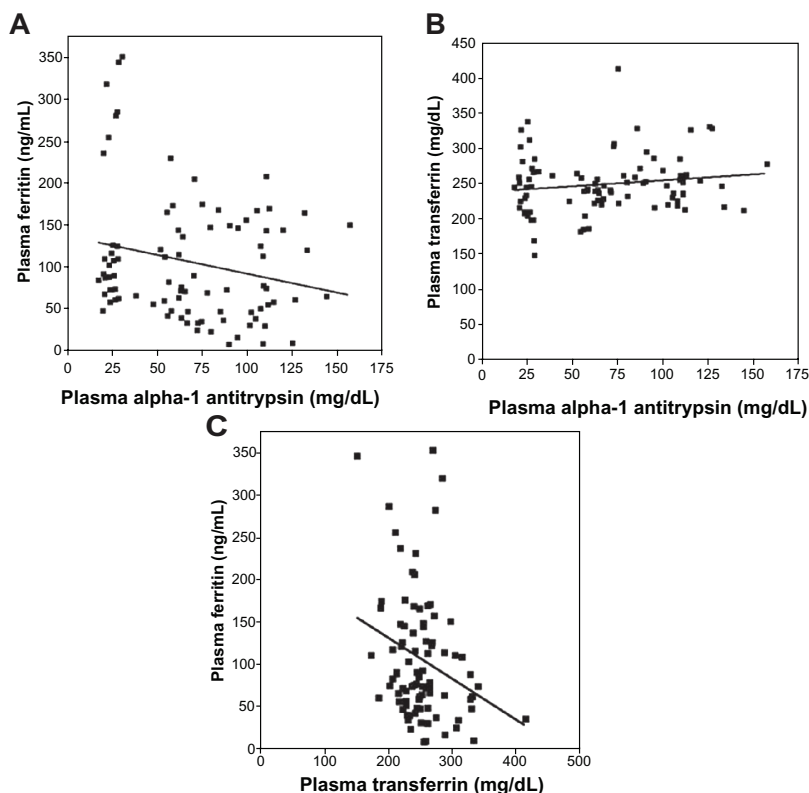 A
Plasma ferritin (ng/mL)
350
300
250
200
150
100
50
0
0 25 50 75 100 125 150 175
Plasma alpha-1 antitrypsin (mg/dL)
B
Plasma transferrin (mg/dL)
450
400
350
300
250
200
150
100
50
0
0 25 50 75 100 125 150 175
Plasma alpha-1 antitrypsin (mg/dL)
C
Plasma ferritin (ng/mL)
350
300
250
200
150
100
50
0
0 100 200 300 400 500
Plasma transferrin (mg/dL)